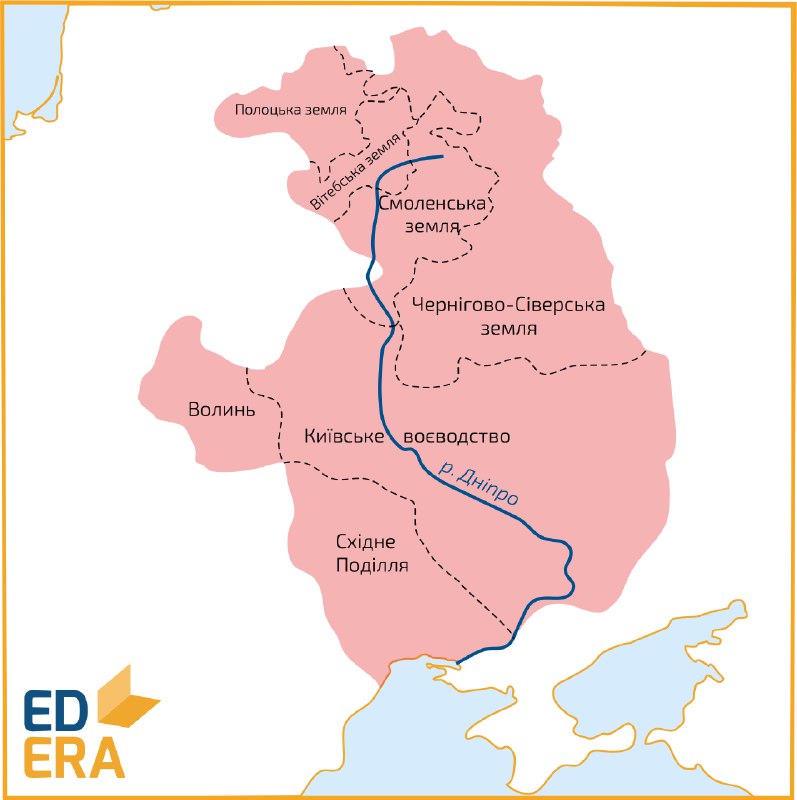 Полоцька земля
Вітебська земля
Смоленська
земля
Чернігово-Сіверська
земля
Волинь
Київське воєводство
р. Дніпро
Східне
Поділля
ED
ERA